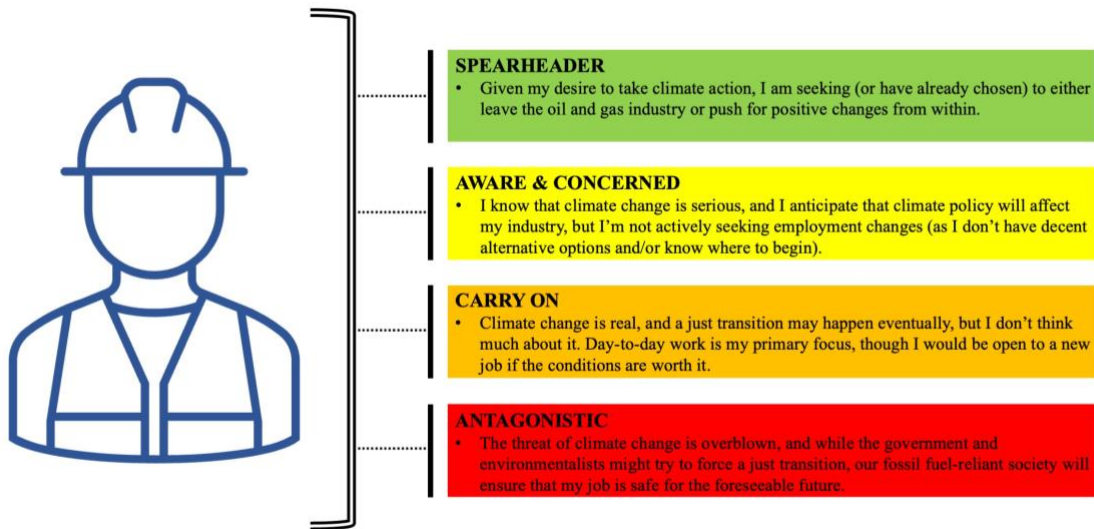 SPEARHEADER
• Given my desire to take climate action, I am seeking (or have already chosen) to either
leave the oil and gas industry or push for positive changes from within.
AWARE & CONCERNED
• I know that climate change is serious, and I anticipate that climate policy will affect
my industry, but I’m not actively seeking employment changes (as I don’t have decent
alternative options and/or know where to begin).
CARRY ON
• Climate change is real, and a just transition may happen eventually, but I don’t think
much about it. Day-to-day work is my primary focus, though I would be open to a new
job if the conditions are worth it.
ANTAGONISTIC
• The threat of climate change is overblown, and while the government and
environmentalists might try to force a just transition, our fossil fuel-reliant society will
ensure that my job is safe for the foreseeable future.